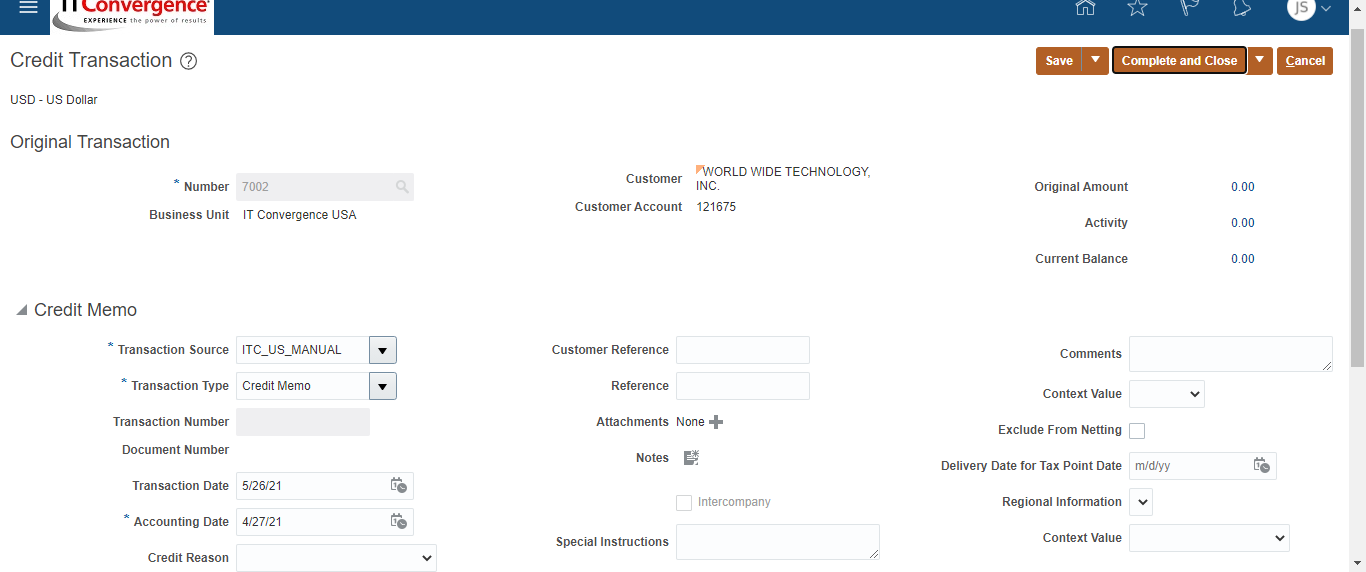 IT Convergence®
EXPERIENCE the power of results
JS
Credit Transaction ?
Save
Complete and Close
Cancel
USD - US Dollar
Original Transaction
* Number 7002
Business Unit IT Convergence USA
Customer WORLD WIDE TECHNOLOGY,
INC.
Customer Account 121675
Original Amount 0.00
Activity 0.00
Current Balance 0.00
Credit Memo
* Transaction Source ITC_US_MANUAL
* Transaction Type Credit Memo
Transaction Number
Document Number
Transaction Date 5/26/21
* Accounting Date 4/27/21
Credit Reason
Customer Reference
Reference
Attachments None
Notes
Intercompany
Special Instructions
Comments
Context Value
Exclude From Netting
Delivery Date for Tax Point Date m/d/yy
Regional Information
Context Value